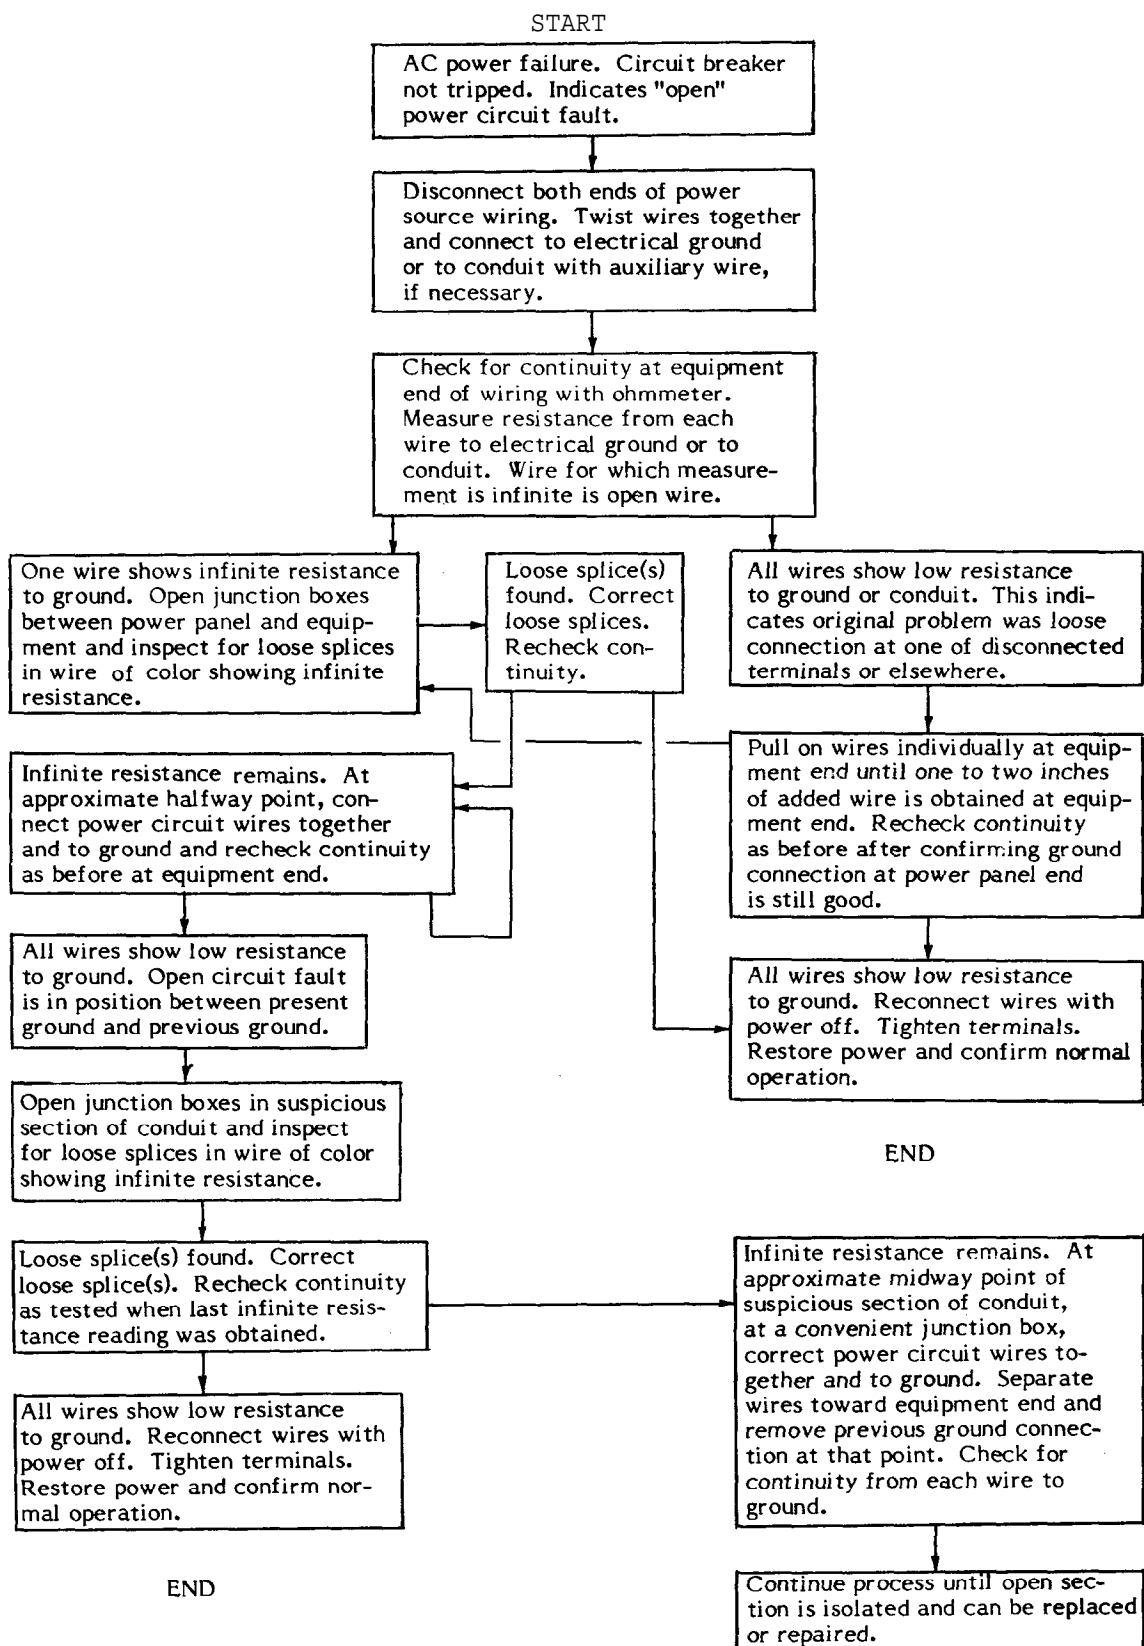 START
AC power failure. Circuit breaker
not tripped. Indicates "open"
power circuit fault.
Disconnect both ends of power
source wiring. Twist wires together
and connect to electrical ground
or to conduit with auxiliary wire,
if necessary.
Check for continuity at equipment
end of wiring with ohmmeter.
Measure resistance from each
wire to electrical ground or to
conduit. Wire for which measure-
ment is infinite is open wire.
One wire shows infinite resistance
to ground. Open junction boxes
between power panel and equip-
ment and inspect for loose splices
in wire of color showing infinite
resistance.
Loose splice(s)
found. Correct
loose splices.
Recheck con-
tinuity.
All wires show low resistance
to ground or conduit. This indi-
cates original problem was loose
connection at one of disconnected
terminals or elsewhere.
Infinite resistance remains. At
approximate halfway point, con-
nect power circuit wires together
and to ground and recheck continuity
as before at equipment end.
Pull on wires individually at equip-
ment end until one to two inches
of added wire is obtained at equip-
ment end. Recheck continuity
as before after confirming ground
connection at power panel end
is still good.
All wires show low resistance
to ground. Open circuit fault
is in position between present
ground and previous ground.
All wires show low resistance
to ground. Reconnect wires with
power off. Tighten terminals.
Restore power and confirm normal
operation.
END
Open junction boxes in suspicious
section of conduit and inspect
for loose splices in wire of color
showing infinite resistance.
Loose splice(s) found. Correct
loose splice(s). Recheck continuity
as tested when last infinite resis-
tance reading was obtained.
Infinite resistance remains. At
approximate midway point of
suspicious section of conduit,
at a convenient junction box,
correct power circuit wires to-
gether and to ground. Separate
wires toward equipment end and
remove previous ground connec-
tion at that point. Check for
continuity from each wire to
ground.
All wires show low resistance
to ground. Reconnect wires with
power off. Tighten terminals.
Restore power and confirm nor-
mal operation.
END
Continue process until open sec-
tion is isolated and can be replaced
or repaired.